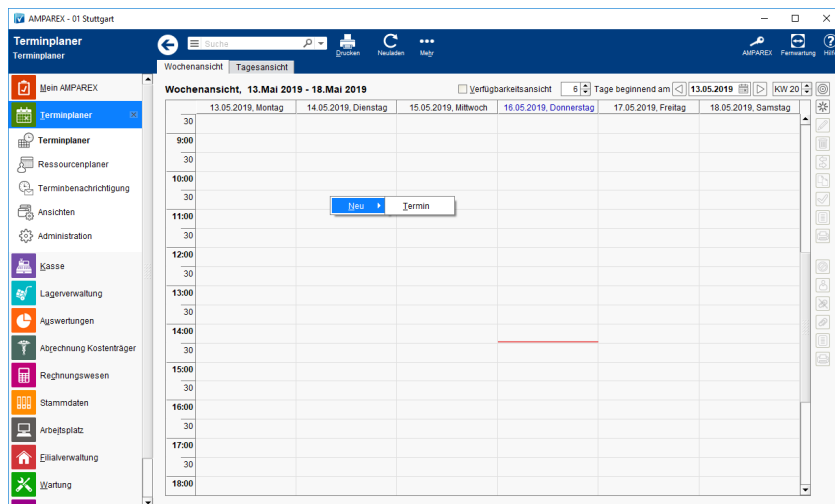 AMPAREX - 01 Stuttgart
Terminplaner
Terminplaner
Suche
Drucken
Neuladen
Mehr
AMPAREX
Fernwartung
Hilfe
Wochenansicht
Tagesansicht
Mein AMPAREX
Terminplaner
Terminplaner
Ressourcenplaner
Terminbenachrichtigung
Ansichten
Administration
Kasse
Lagerverwaltung
Auswertungen
Abrechnung Kostenträger
Rechnungswesen
Stammdaten
Arbeitsplatz
Filialverwaltung
Wartung
Wochenansicht, 13.Mai 2019 - 18.Mai 2019
Verfügbarkeitsansicht
6
Tage beginnend am
13.05.2019
KW 20
13.05.2019, Montag
14.05.2019, Dienstag
15.05.2019, Mittwoch
16.05.2019, Donnerstag
17.05.2019, Freitag
18.05.2019, Samstag
30
9:00
30
10:00
30
Neu
Termin
11:00
30
12:00
30
13:00
30
14:00
30
15:00
30
16:00
30
17:00
30
18:00